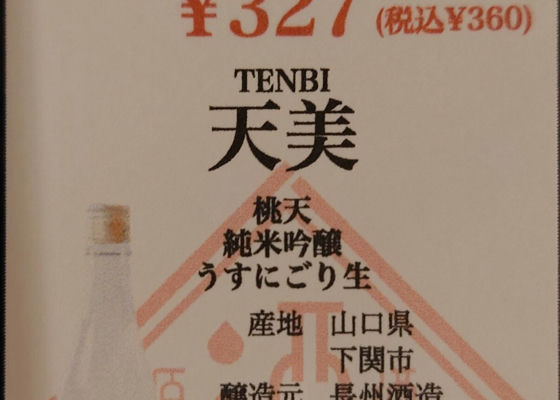 ¥327 (税込¥360)
TENBI
天美
桃天
純米吟醸
うすにごり生
産地 山口県
下関市
醸造元 長州酒造